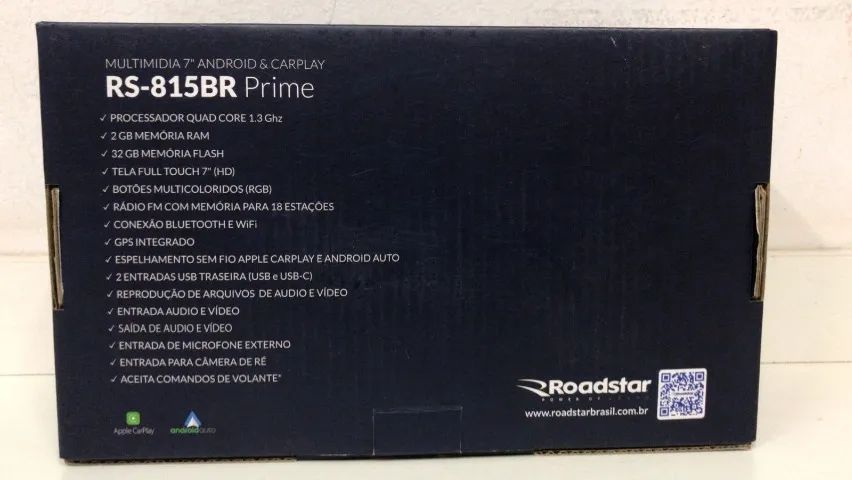 MULTIMIDIA 7" ANDROID & CARPLAY
RS-815BR Prime
✓ PROCESSADOR QUAD CORE 1.3 Ghz
✓ 2 GB MEMÓRIA RAM
✓ 32 GB MEMÓRIA FLASH
✓ TELA FULL TOUCH 7" (HD)
✓ BOTÕES MULTICOLORIDOS (RGB)
✓ RÁDIO FM COM MEMÓRIA PARA 18 ESTAÇÕES
✓ CONEXÃO BLUETOOTH E WiFi
✓ GPS INTEGRADO
✓ ESPELHAMENTO SEM FIO APPLE CARPLAY E ANDROID AUTO
✓ 2 ENTRADAS USB TRASEIRA (USB e USB-C)
✓ REPRODUÇÃO DE ARQUIVOS DE AUDIO E VÍDEO
✓ ENTRADA AUDIO E VÍDEO
✓ SAÍDA DE AUDIO E VÍDEO
✓ ENTRADA DE MICROFONE EXTERNO
✓ ENTRADA PARA CÂMERA DE RÉ
✓ ACEITA COMANDOS DE VOLANTE*
Roadstar
POWER OF SOUND
www.roadstarbrasil.com.br
Apple CarPlay
androidauto